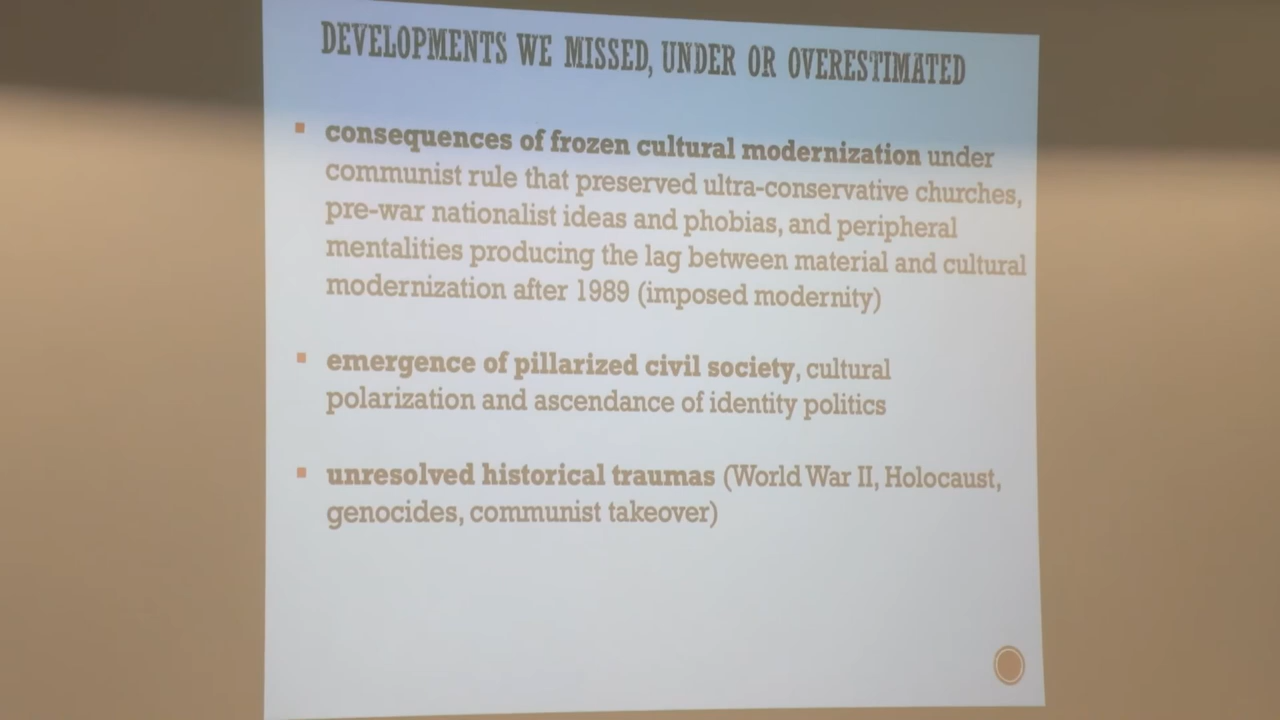 DEVELOPMENTS WE MISSED, UNDER OR OVERESTIMATED
consequences of frozen cultural modernization under
communist rule that preserved ultra-conservative churches,
pre-war nationalist ideas and phobias, and peripheral
mentalities producing the lag between material and cultural
modernization after 1989 (imposed modernity)
emergence of pillarized civil society, cultural
polarization and ascendance of identity politics
unresolved historical traumas (World War II, Holocaust,
genocides, communist takeover)